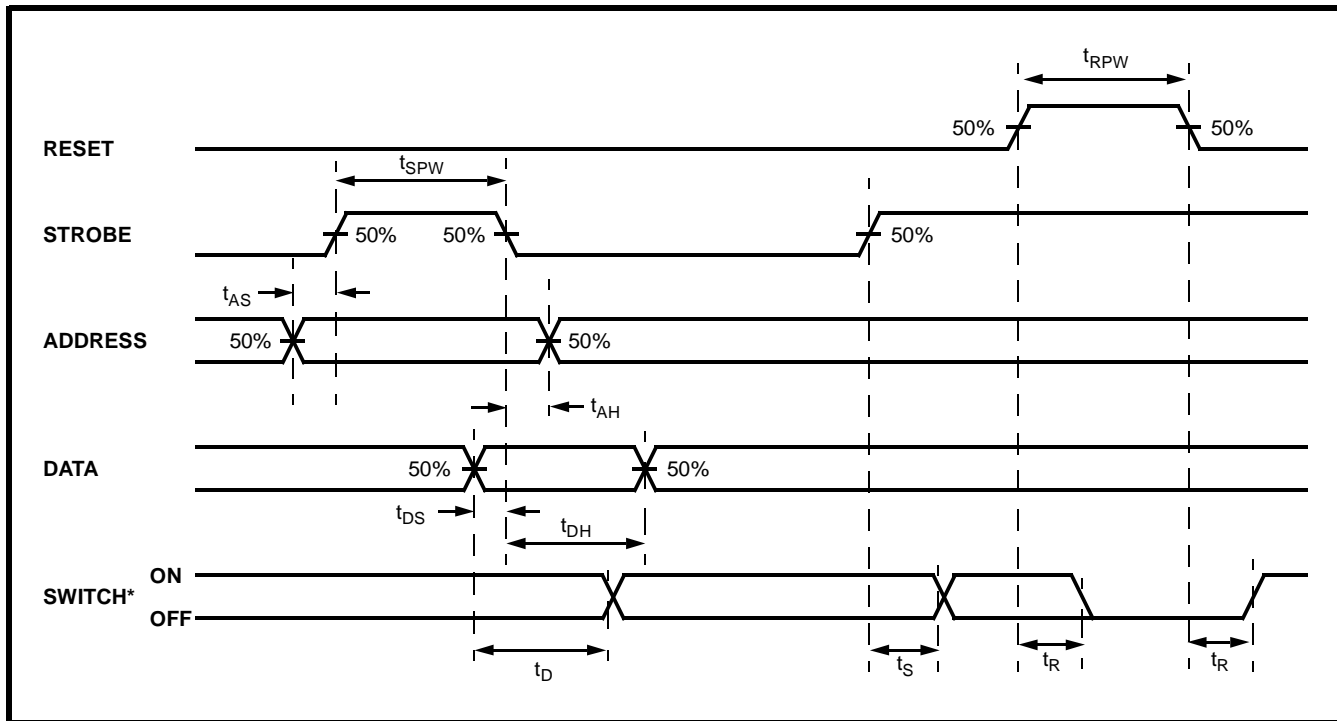 tRPW
50% 50%
RESET
tSPW
STROBE 50% 50% 50%
tAS
ADDRESS 50% 50%
tAH
DATA 50% 50%
tDS tDH
ON
SWITCH*
OFF
tD tS tR tR